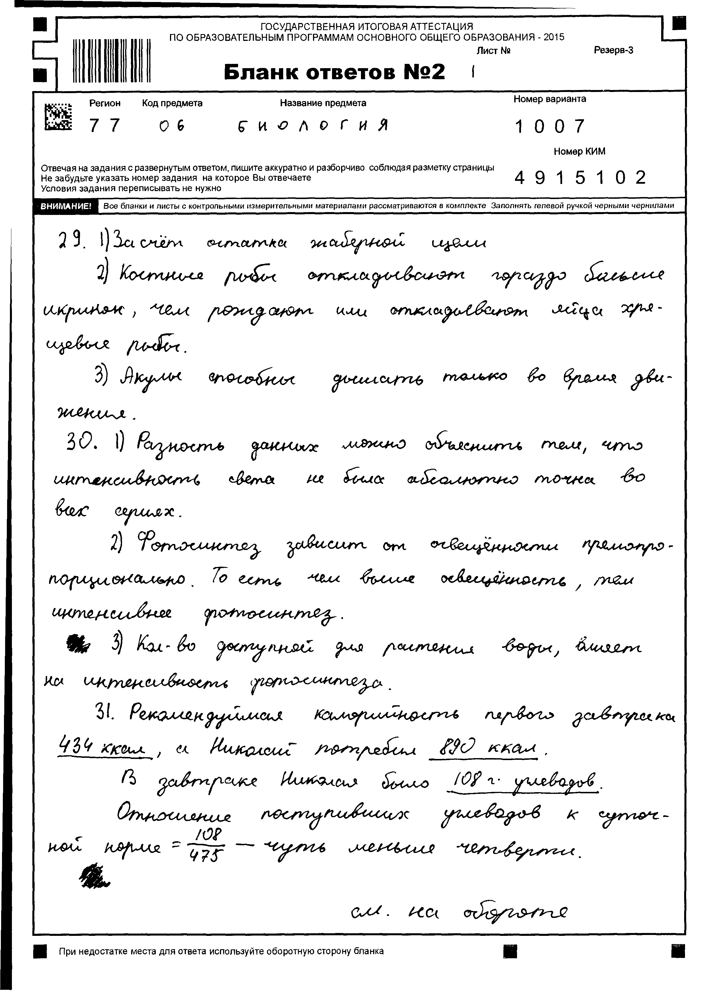 ГОСУДАРСТВЕННАЯ ИТОГОВАЯ АТТЕСТАЦИЯ
ПО ОБРАЗОВАТЕЛЬНЫМ ПРОГРАММАМ ОСНОВНОГО ОБЩЕГО ОБРАЗОВАНИЯ - 2015
Лист № Резерв-3
Бланк ответов №2 1
Регион Код предмета Название предмета Номер варианта
77 06 БИОЛОГИЯ 1007
Номер КИМ
Отвечая на задания с развернутым ответом, пишите аккуратно и разборчиво соблюдая разметку страницы
Не забудьте указать номер задания на которое Вы отвечаете
Условия задания переписывать не нужно
4915102
ВНИМАНИЕ! Все бланки и листы с контрольными измерительными материалами рассматриваются в комплекте Заполнять гелевой ручкой черными чернилами
29. 1) За счёт остатка жаберной щели
2) Костные рыбы откладывают гораздо больше
икринок, чем рождают или откладывают яйца хря-
щевые рыбы.
3) Акулы способны дышать только во время дви-
жения.
30. 1) Разность данных можно объяснить тем, что
интенсивность света не была абсолютно точна во
всех сериях.
2) Фотосинтез зависит от освещённости прямопро-
порционально. То есть чем выше освещённость, тем
интенсивнее фотосинтез.
3) Кол-во доступной для растения воды, влияет
на интенсивность фотосинтеза.
31. Рекомендуймая калорийность первого завтрака
434 ккал, а Николай потребил 890 ккал.
В завтраке Николая было 108 г. углеводов.
Отношение поступивших углеводов к суточ-
ной норме = 108/475 — чуть меньше четверти.
см. на обороте
При недостатке места для ответа используйте оборотную сторону бланка